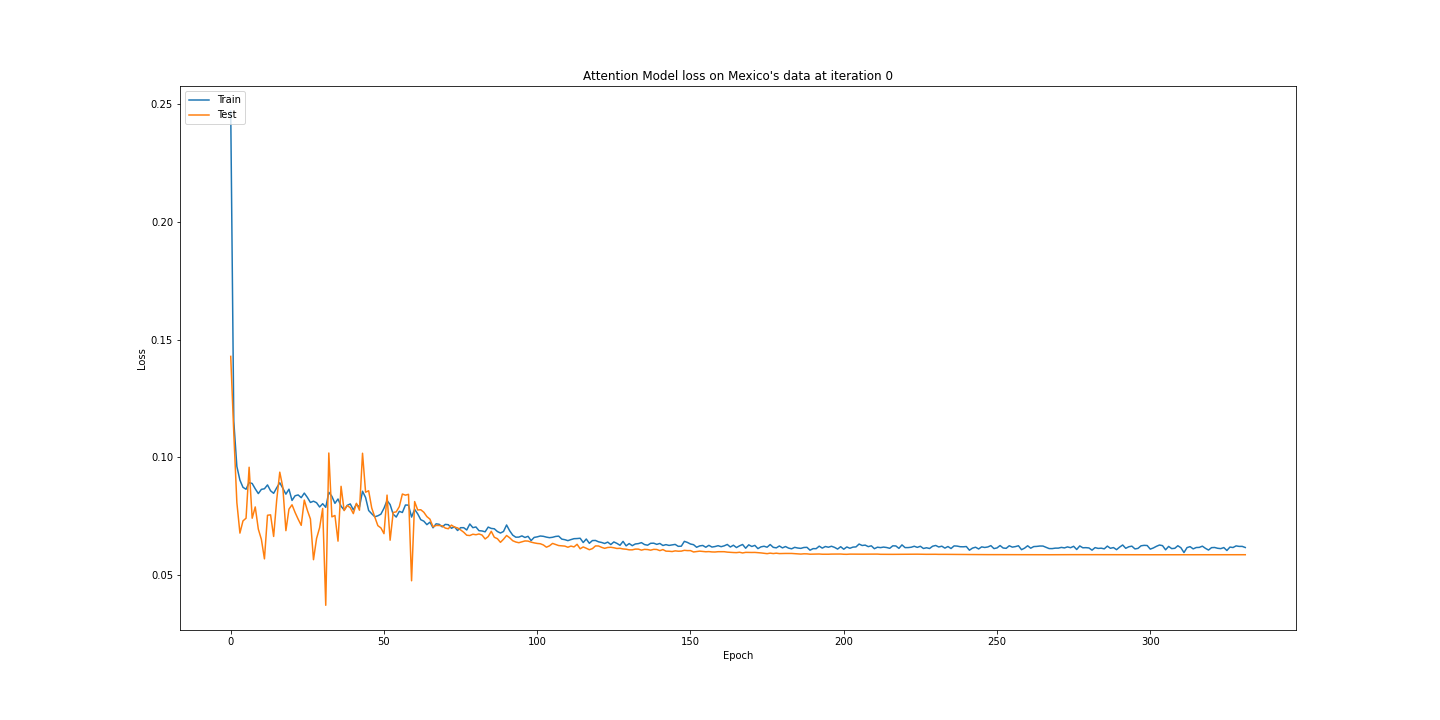 Attention Model loss on Mexico's data at iteration 0
Train
Test
0.25
0.20
0.15
0.10
0.05
Loss
0 50 100 150 200 250 300
Epoch